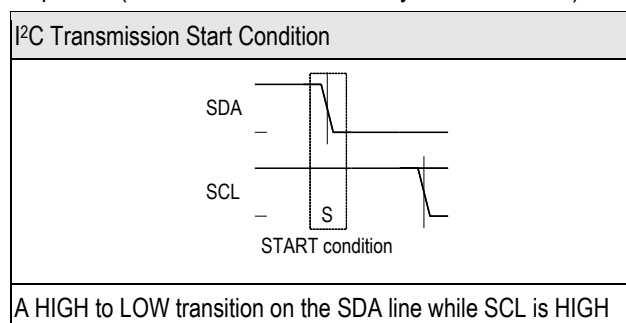 I²C Transmission Start Condition
SDA
SCL
S
START condition
A HIGH to LOW transition on the SDA line while SCL is HIGH